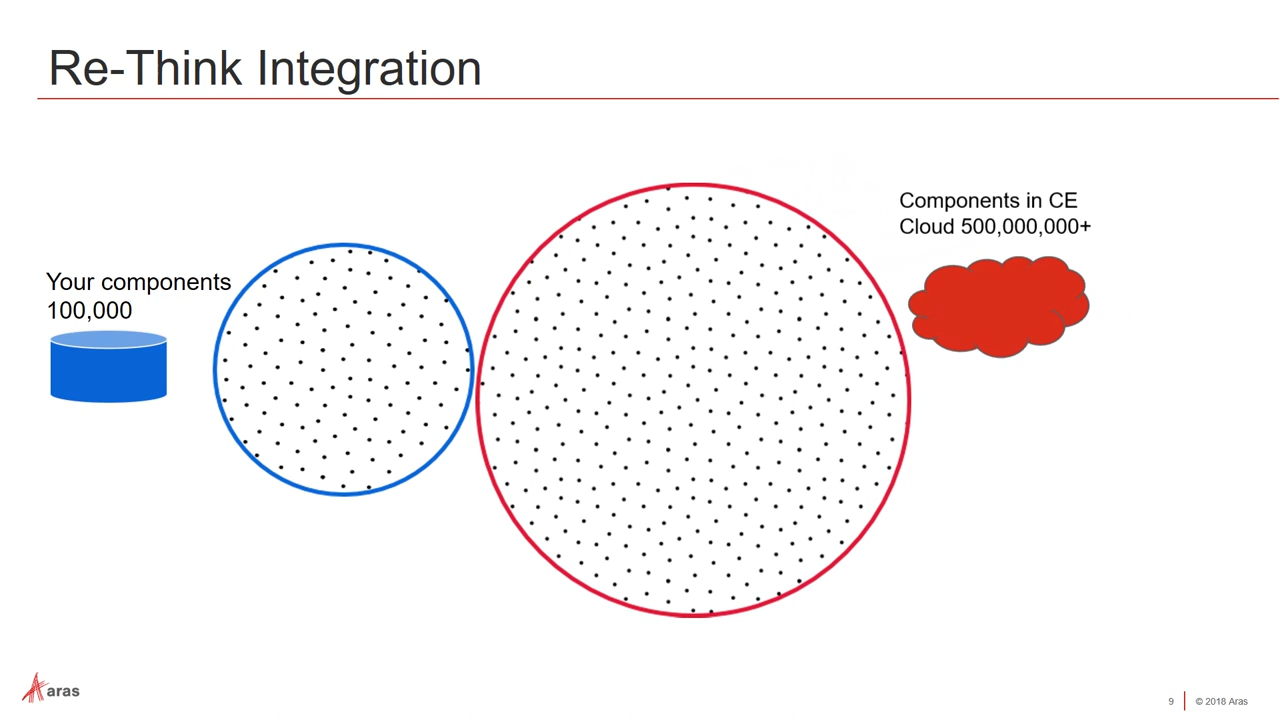 Re-Think Integration
Components in CE
Cloud 500,000,000+
Your components
100,000
aras
9
© 2018 Aras